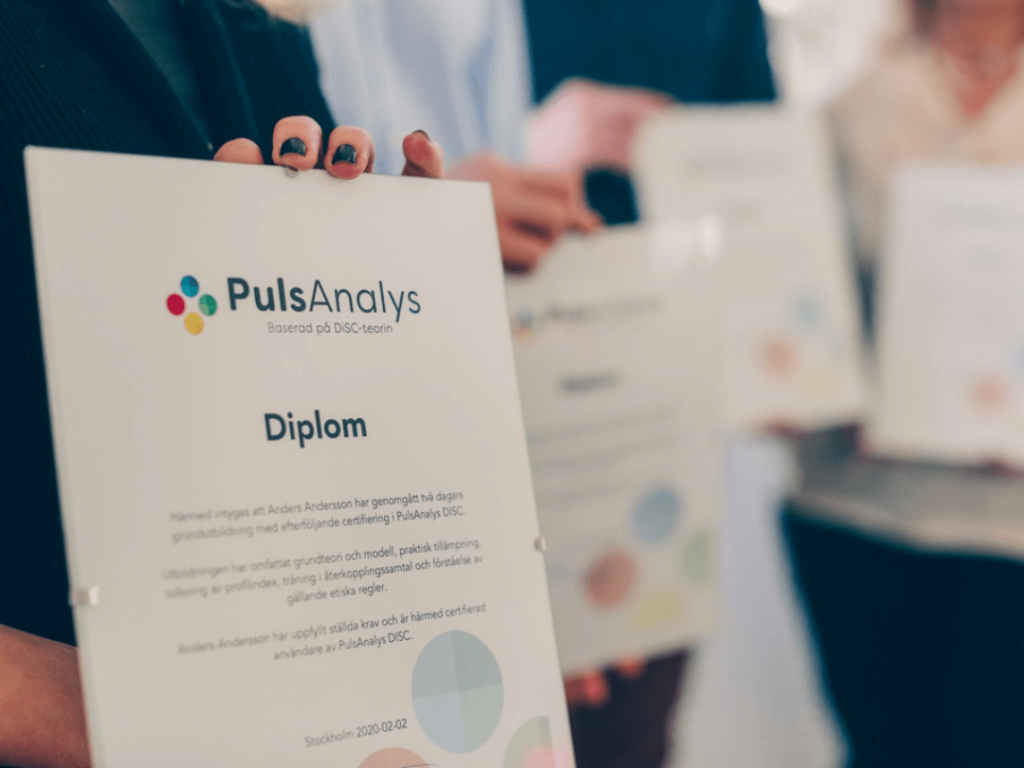 PulsAnalys
Baserad på DiSC-teorin
Diplom
Härmed intygas att Anders Andersson har genomgått två dagars
grundutbildning med efterföljande certifiering i PulsAnalys DISC.
Utbildningen har omfattat grundteori och modell, praktisk tillämpning,
tolkning av profilindex, träning i återkopplingssamtal och förståelse av
gällande etiska regler.
Anders Andersson har uppfyllt ställda krav och är härmed certifierad
användare av PulsAnalys DISC.
Stockholm 2020-02-02